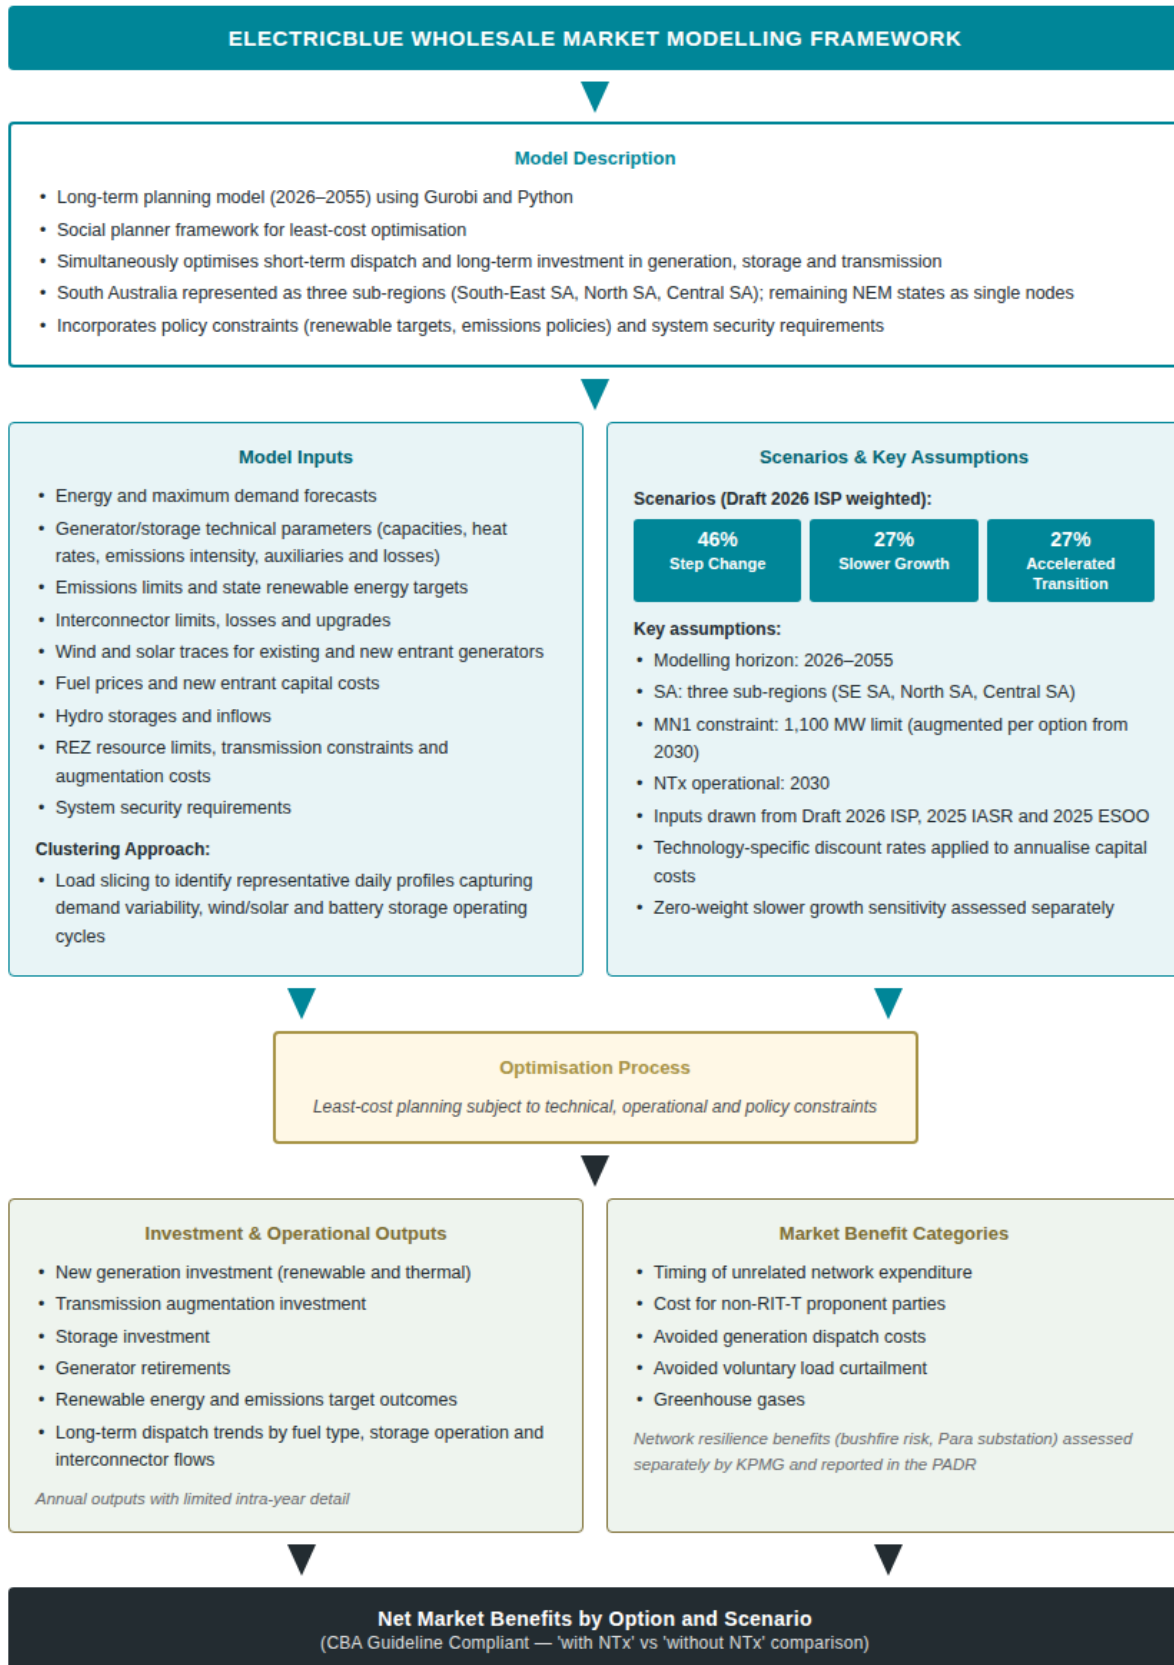 ELECTRICBLUE WHOLESALE MARKET MODELLING FRAMEWORK
Model Description
• Long-term planning model (2026–2055) using Gurobi and Python
• Social planner framework for least-cost optimisation
• Simultaneously optimises short-term dispatch and long-term investment in generation, storage and transmission
• South Australia represented as three sub-regions (South-East SA, North SA, Central SA); remaining NEM states as single nodes
• Incorporates policy constraints (renewable targets, emissions policies) and system security requirements
Model Inputs
• Energy and maximum demand forecasts
• Generator/storage technical parameters (capacities, heat
rates, emissions intensity, auxiliaries and losses)
• Emissions limits and state renewable energy targets
• Interconnector limits, losses and upgrades
• Wind and solar traces for existing and new entrant generators
• Fuel prices and new entrant capital costs
• Hydro storages and inflows
• REZ resource limits, transmission constraints and
augmentation costs
• System security requirements
Clustering Approach:
• Load slicing to identify representative daily profiles capturing
demand variability, wind/solar and battery storage operating
cycles
Scenarios & Key Assumptions
Scenarios (Draft 2026 ISP weighted):
46%
Step Change
27%
Slower Growth
27%
Accelerated
Transition
Key assumptions:
• Modelling horizon: 2026–2055
• SA: three sub-regions (SE SA, North SA, Central SA)
• MN1 constraint: 1,100 MW limit (augmented per option from
2030)
• NTx operational: 2030
• Inputs drawn from Draft 2026 ISP, 2025 IASR and 2025 ESOO
• Technology-specific discount rates applied to annualise capital
costs
• Zero-weight slower growth sensitivity assessed separately
Optimisation Process
Least-cost planning subject to technical, operational and policy constraints
Investment & Operational Outputs
• New generation investment (renewable and thermal)
• Transmission augmentation investment
• Storage investment
• Generator retirements
• Renewable energy and emissions target outcomes
• Long-term dispatch trends by fuel type, storage operation and
interconnector flows
Annual outputs with limited intra-year detail
Market Benefit Categories
• Timing of unrelated network expenditure
• Cost for non-RIT-T proponent parties
• Avoided generation dispatch costs
• Avoided voluntary load curtailment
• Greenhouse gases
Network resilience benefits (bushfire risk, Para substation) assessed
separately by KPMG and reported in the PADR
Net Market Benefits by Option and Scenario
(CBA Guideline Compliant — 'with NTx' vs 'without NTx' comparison)